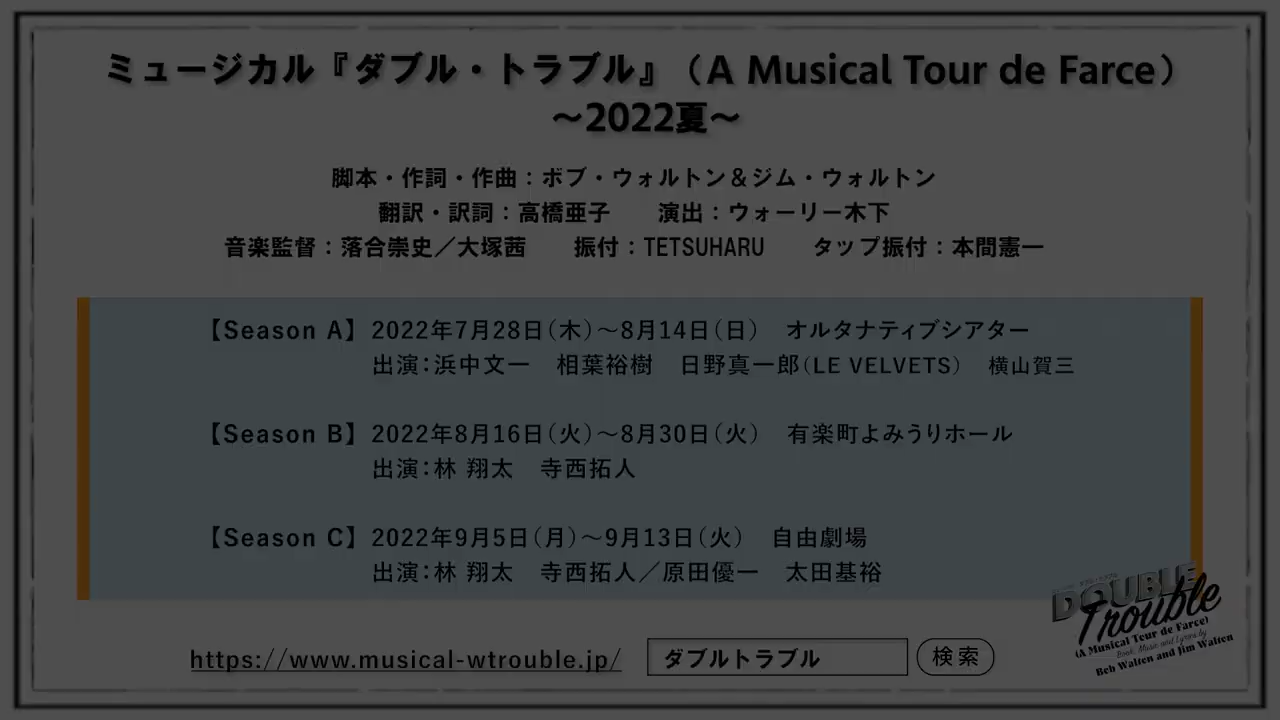 ミュージカル『ダブル・トラブル』(A Musical Tour de Farce)
～2022夏～
脚本・作詞・作曲：ボブ・ウォルトン＆ジム・ウォルトン
翻訳・訳詞：高橋亜子　演出：ウォーリー木下
音楽監督：落合崇史／大塚茜　振付：TETSUHARU　タップ振付：本間憲一
【Season A】2022年7月28日(木)～8月14日(日)　オルタナティブシアター
出演：浜中文一　相葉裕樹　日野真一郎(LE VELVETS)　横山賀三
【Season B】2022年8月16日(火)～8月30日(火)　有楽町よみうりホール
出演：林 翔太　寺西拓人
【Season C】2022年9月5日(月)～9月13日(火)　自由劇場
出演：林 翔太　寺西拓人／原田優一　太田基裕
https://www.musical-wtrouble.jp/　ダブルトラブル　検索
DOUBLE
Trouble
(A Musical Tour de Farce)
Book, Music and Lyrics by
Bob Walton and Jim Walton